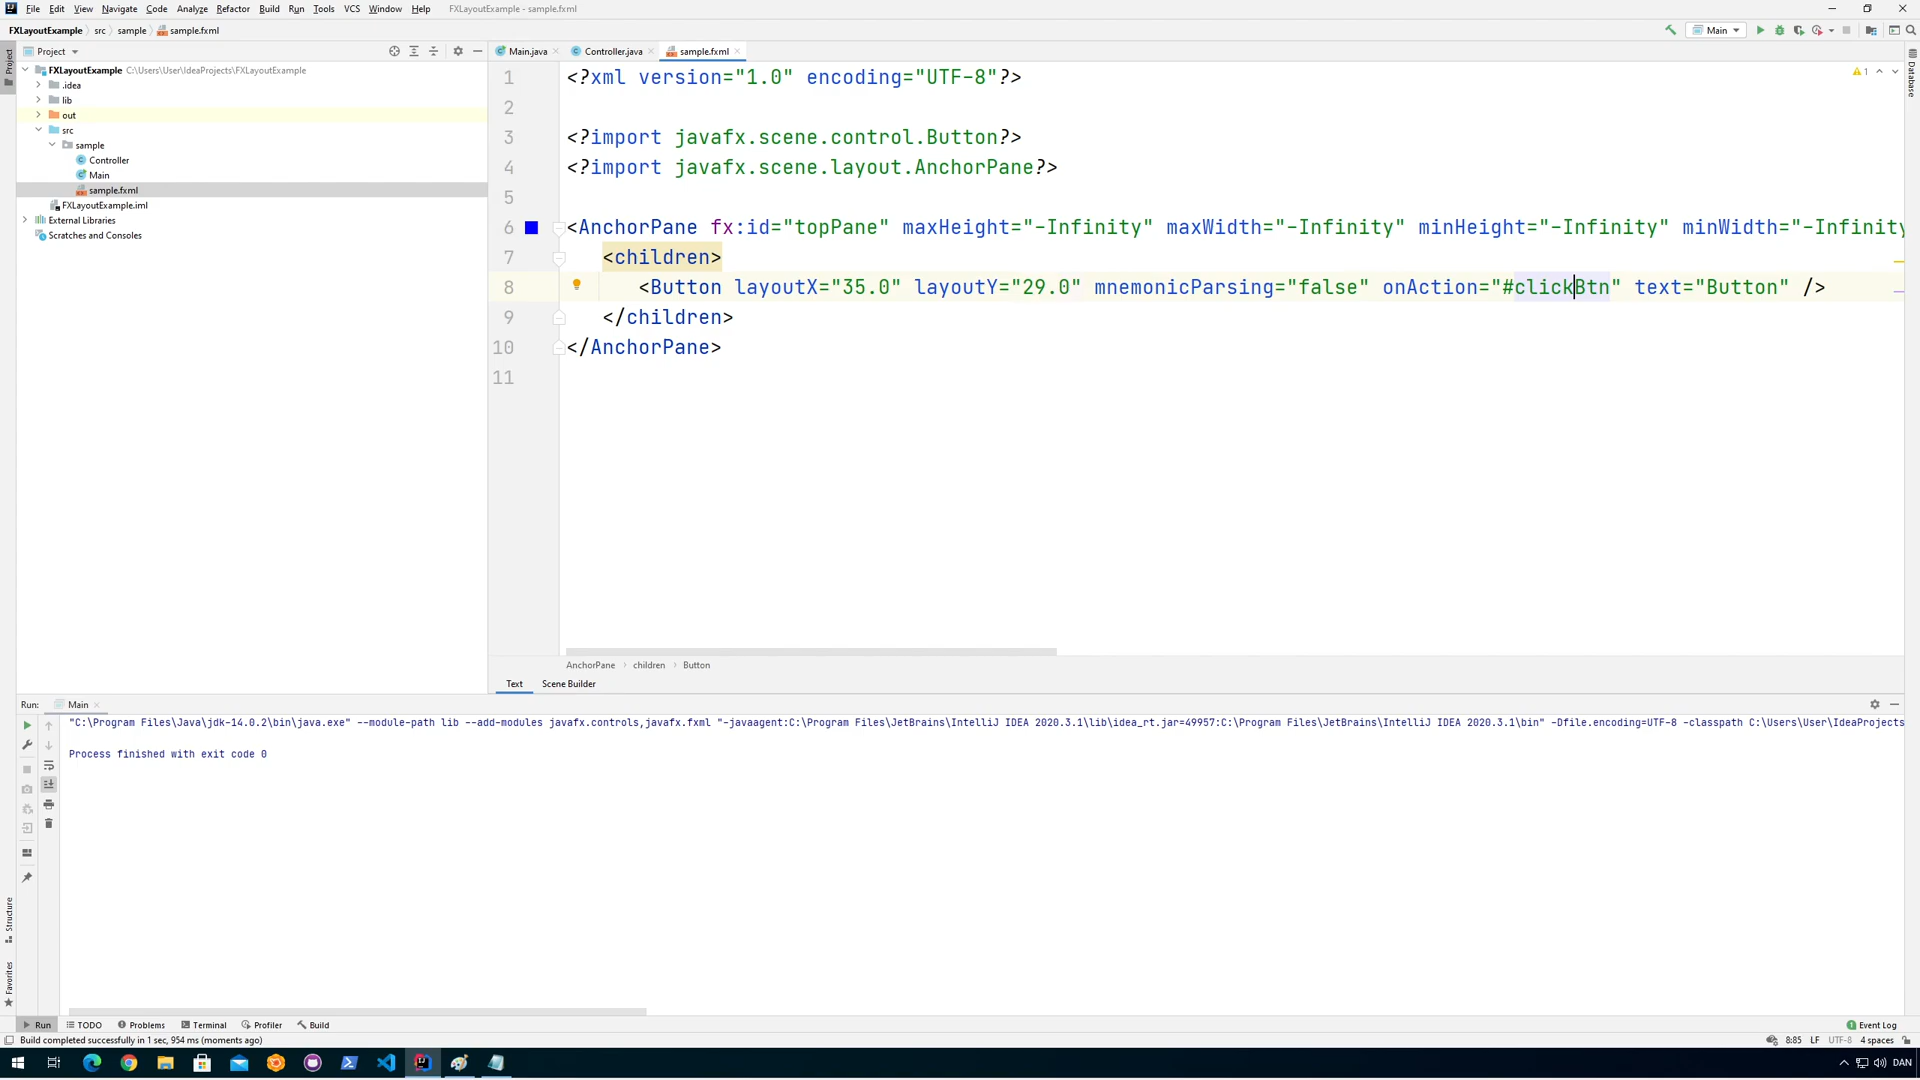 File Edit View Navigate Code Analyze Refactor Build Run Tools VCS Window Help FXLayoutExample - sample.fxml
FXLayoutExample src sample sample.fxml
Main
Project
Main.java Controller.java sample.fxml
FXLayoutExample C:\Users\User\IdeaProjects\FXLayoutExample
.idea
lib
out
src
sample
Controller
Main
sample.fxml
FXLayoutExample.iml
External Libraries
Scratches and Consoles
Project
Database
1
1 <?xml version="1.0" encoding="UTF-8"?>
2
3 <?import javafx.scene.control.Button?>
4 <?import javafx.scene.layout.AnchorPane?>
5
6 <AnchorPane fx:id="topPane" maxHeight="-Infinity" maxWidth="-Infinity" minHeight="-Infinity" minWidth="-Infinity
7 <children>
8 <Button layoutX="35.0" layoutY="29.0" mnemonicParsing="false" onAction="#clickBtn" text="Button" />
9 </children>
10 </AnchorPane>
11
AnchorPane children Button
Text Scene Builder
Run: Main
"C:\Program Files\Java\jdk-14.0.2\bin\java.exe" --module-path lib --add-modules javafx.controls,javafx.fxml "-javaagent:C:\Program Files\JetBrains\IntelliJ IDEA 2020.3.1\lib\idea_rt.jar=49957:C:\Program Files\JetBrains\IntelliJ IDEA 2020.3.1\bin" -Dfile.encoding=UTF-8 -classpath C:\Users\User\IdeaProjects
Process finished with exit code 0
Structure
Favorites
Run TODO Problems Terminal Profiler Build
Event Log
Build completed successfully in 1 sec, 954 ms (moments ago)
8:85 LF UTF-8 4 spaces
DAN